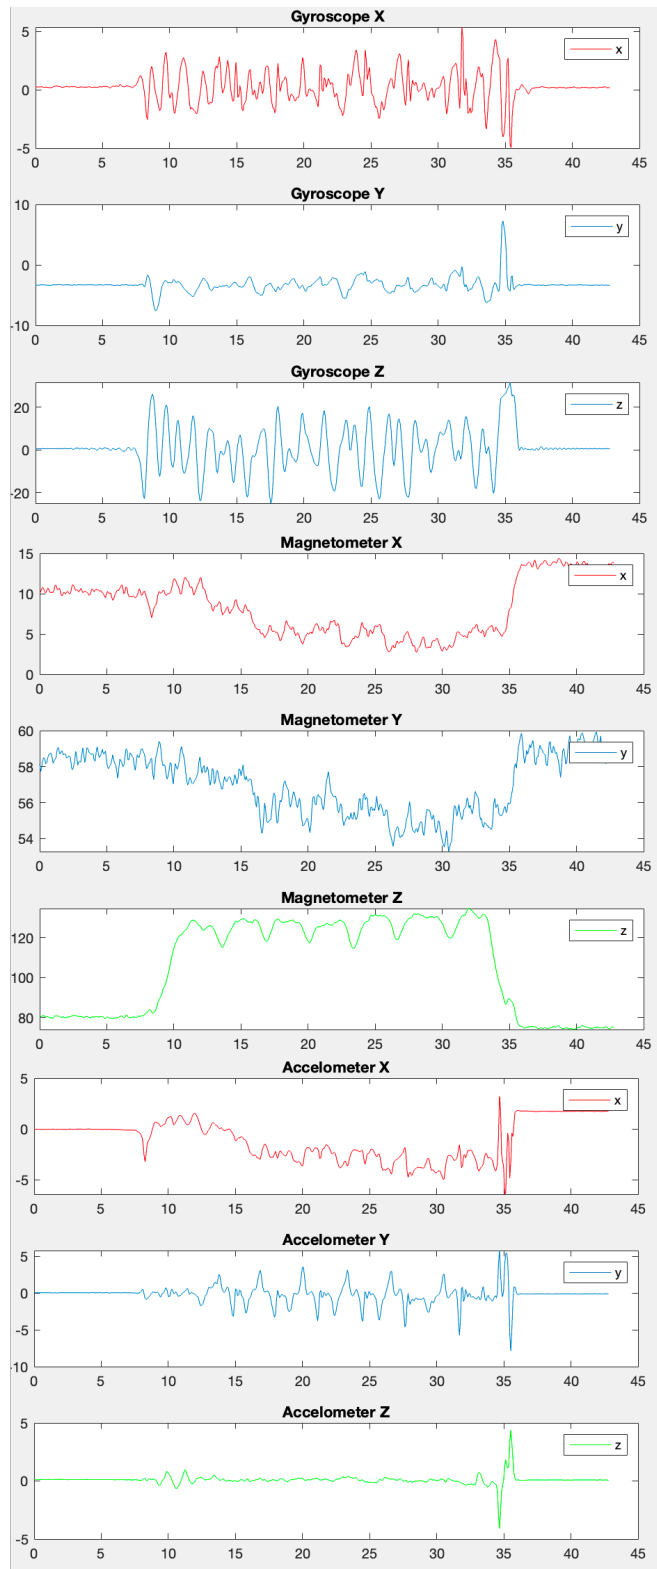 Gyroscope X
5
0
-5
x
0 5 10 15 20 25 30 35 40 45
Gyroscope Y
10
0
-10
y
0 5 10 15 20 25 30 35 40 45
Gyroscope Z
20
0
-20
z
0 5 10 15 20 25 30 35 40 45
Magnetometer X
15
10
5
0
x
0 5 10 15 20 25 30 35 40 45
Magnetometer Y
60
58
56
54
y
0 5 10 15 20 25 30 35 40 45
Magnetometer Z
120
100
80
z
0 5 10 15 20 25 30 35 40 45
Accelometer X
5
0
-5
x
0 5 10 15 20 25 30 35 40 45
Accelometer Y
5
0
-5
-10
y
0 5 10 15 20 25 30 35 40 45
Accelometer Z
5
0
-5
z
0 5 10 15 20 25 30 35 40 45